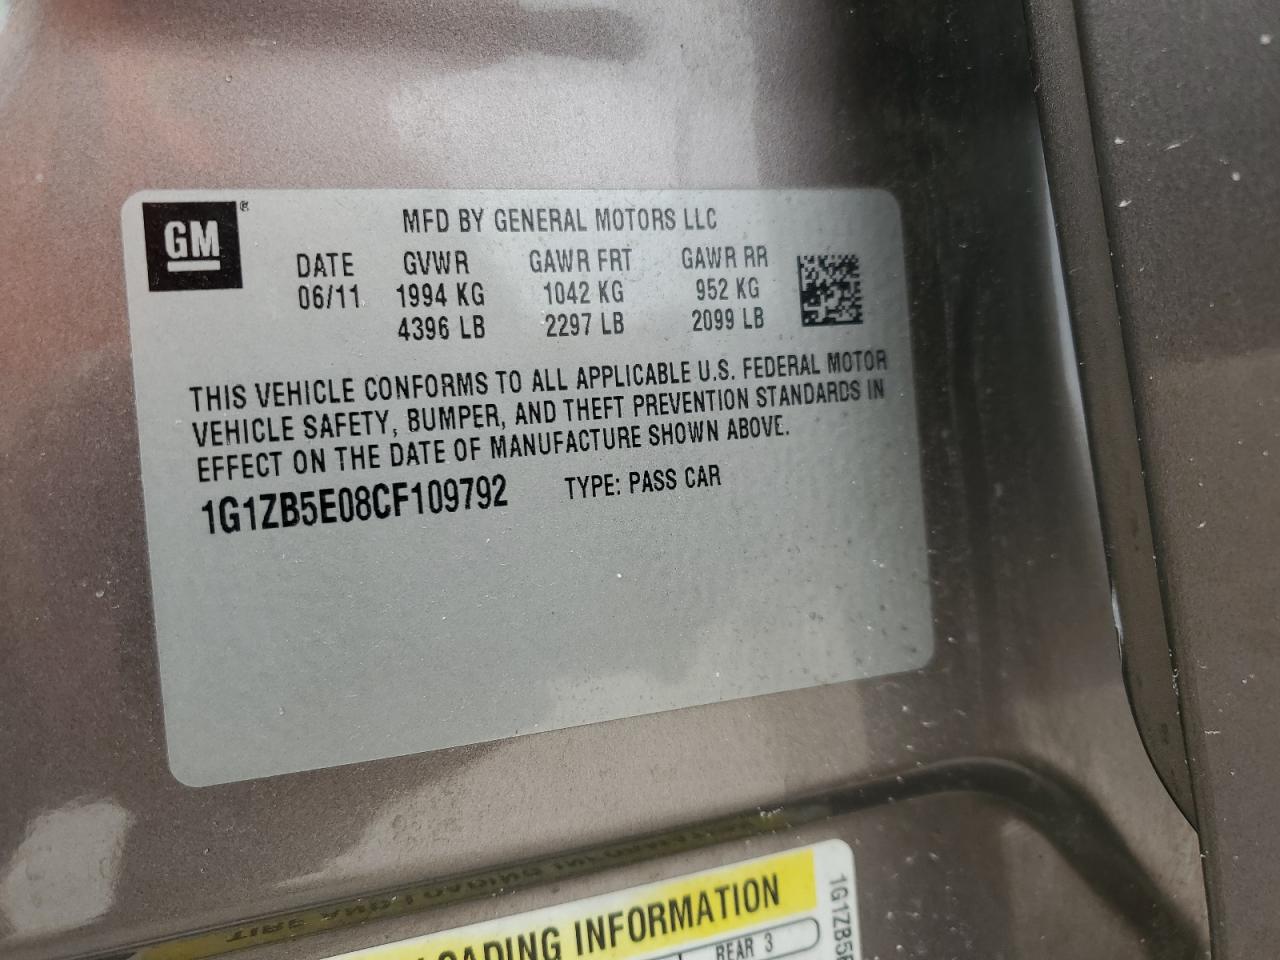 GM ®
MFD BY GENERAL MOTORS LLC
DATE GVWR GAWR FRT GAWR RR
06/11 1994 KG 1042 KG 952 KG
4396 LB 2297 LB 2099 LB
THIS VEHICLE CONFORMS TO ALL APPLICABLE U.S. FEDERAL MOTOR
VEHICLE SAFETY, BUMPER, AND THEFT PREVENTION STANDARDS IN
EFFECT ON THE DATE OF MANUFACTURE SHOWN ABOVE.
1G1ZB5E08CF109792 TYPE: PASS CAR
INFORMATION
REAR 3